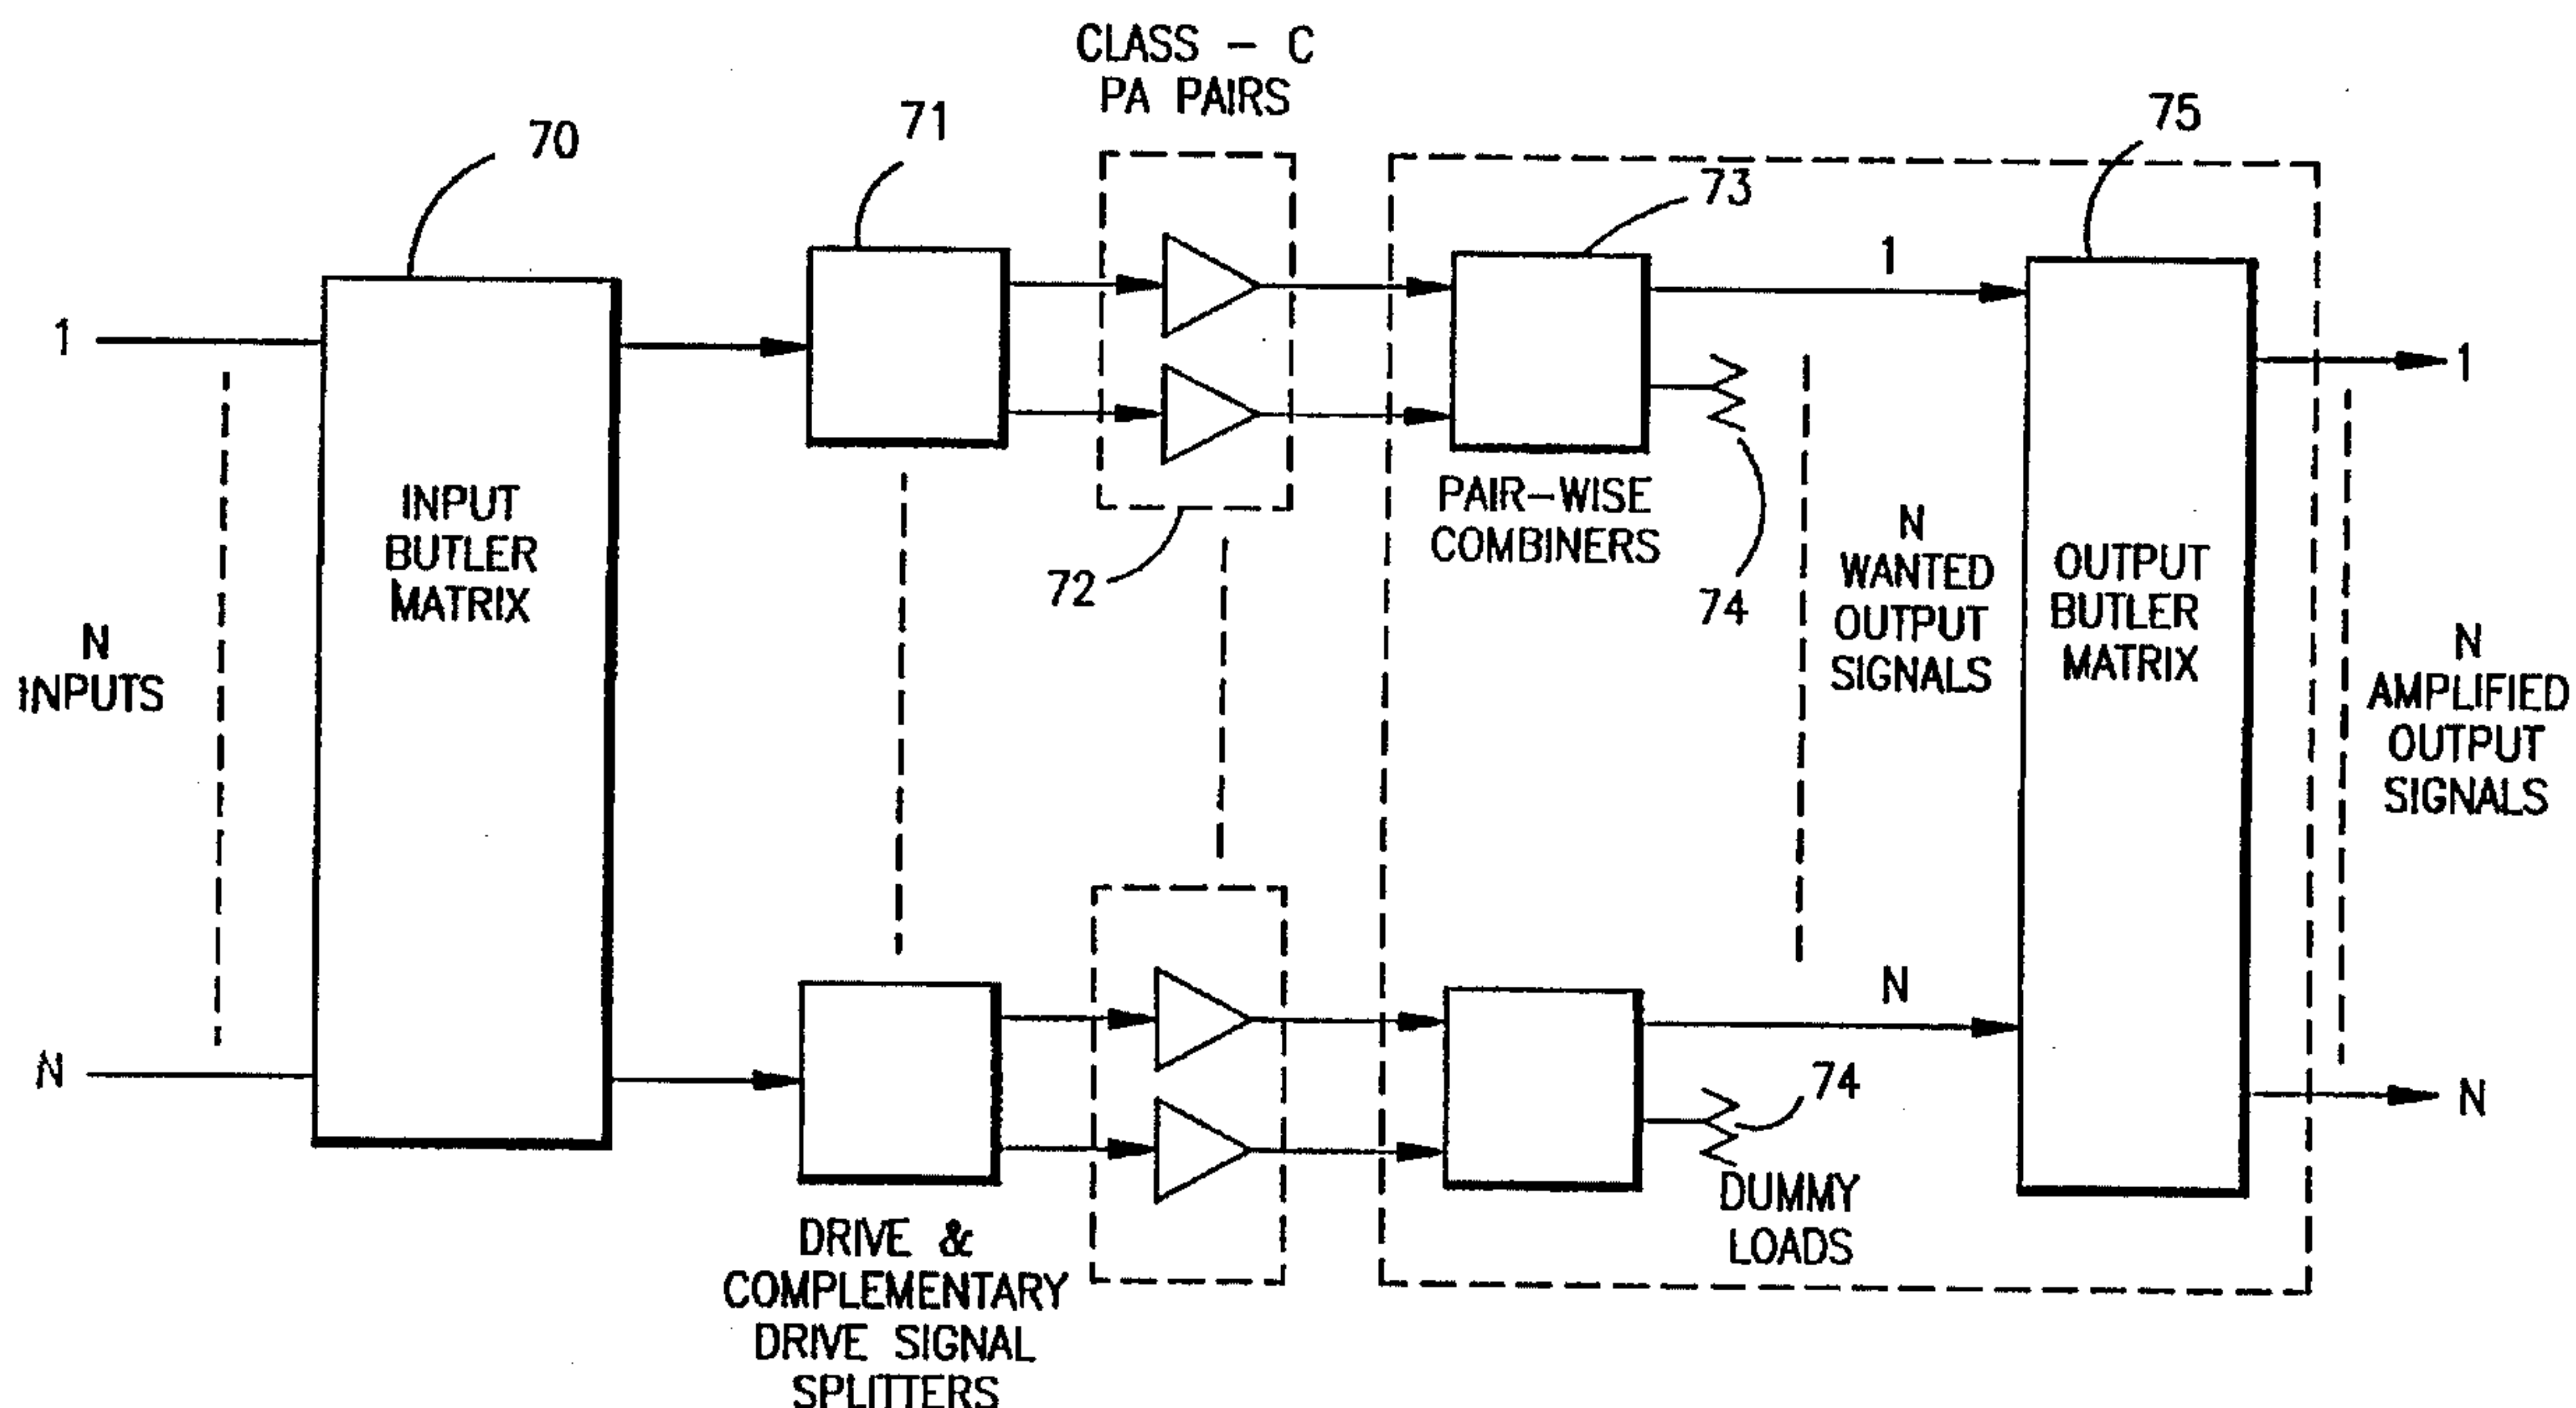 CLASS – C
PA PAIRS
70
71
75
73
1
1
1
INPUT
BUTLER
MATRIX
72
PAIR–WISE
COMBINERS
74
N
WANTED
OUTPUT
SIGNALS
OUTPUT
BUTLER
MATRIX
N
INPUTS
N
AMPLIFIED
OUTPUT
SIGNALS
N
N
N
74
DUMMY
LOADS
DRIVE &
COMPLEMENTARY
DRIVE SIGNAL
SPLITTERS